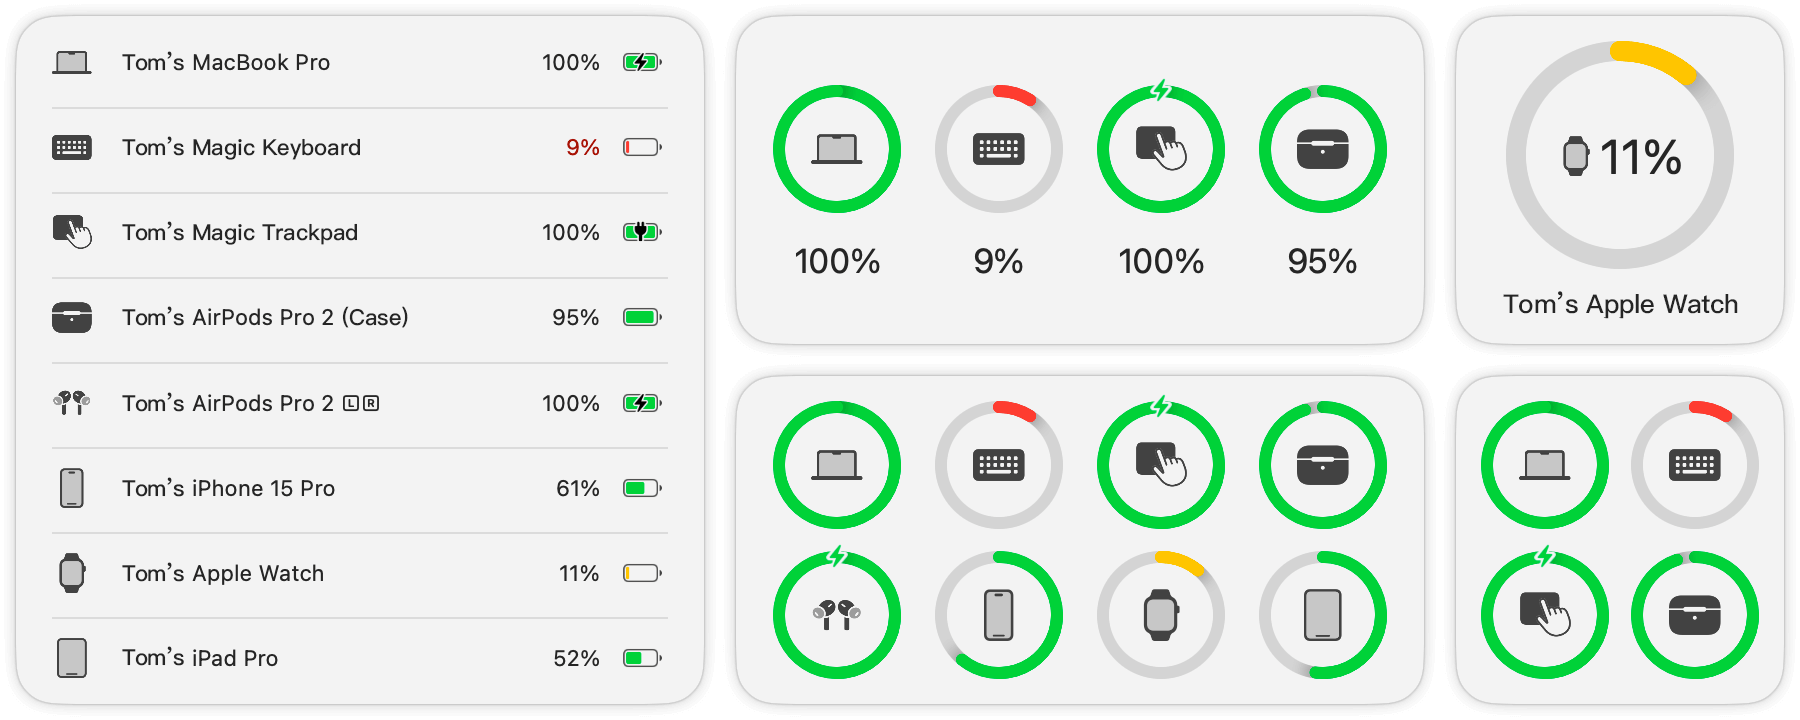 Tom’s MacBook Pro 100%
Tom’s Magic Keyboard 9%
Tom’s Magic Trackpad 100%
Tom’s AirPods Pro 2 (Case) 95%
Tom’s AirPods Pro 2 L R 100%
Tom’s iPhone 15 Pro 61%
Tom’s Apple Watch 11%
Tom’s iPad Pro 52%
100% 9% 100% 95%
11%
Tom’s Apple Watch